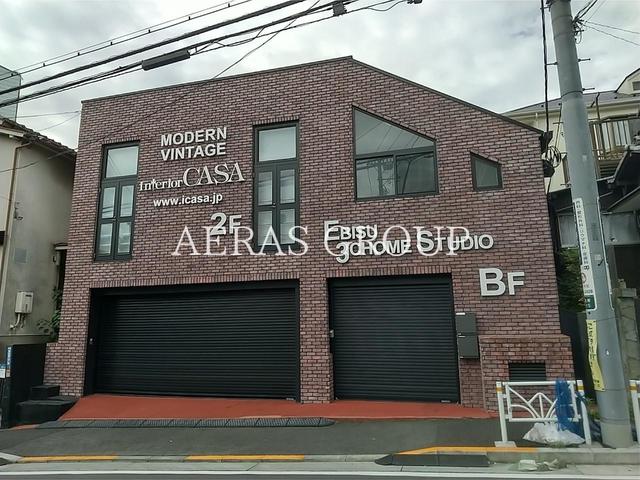 MODERN
VINTAGE
Interior CASA
www.icasa.jp
2F
EBISU
3CHOME STUDIO
BF
AERAS GROUP